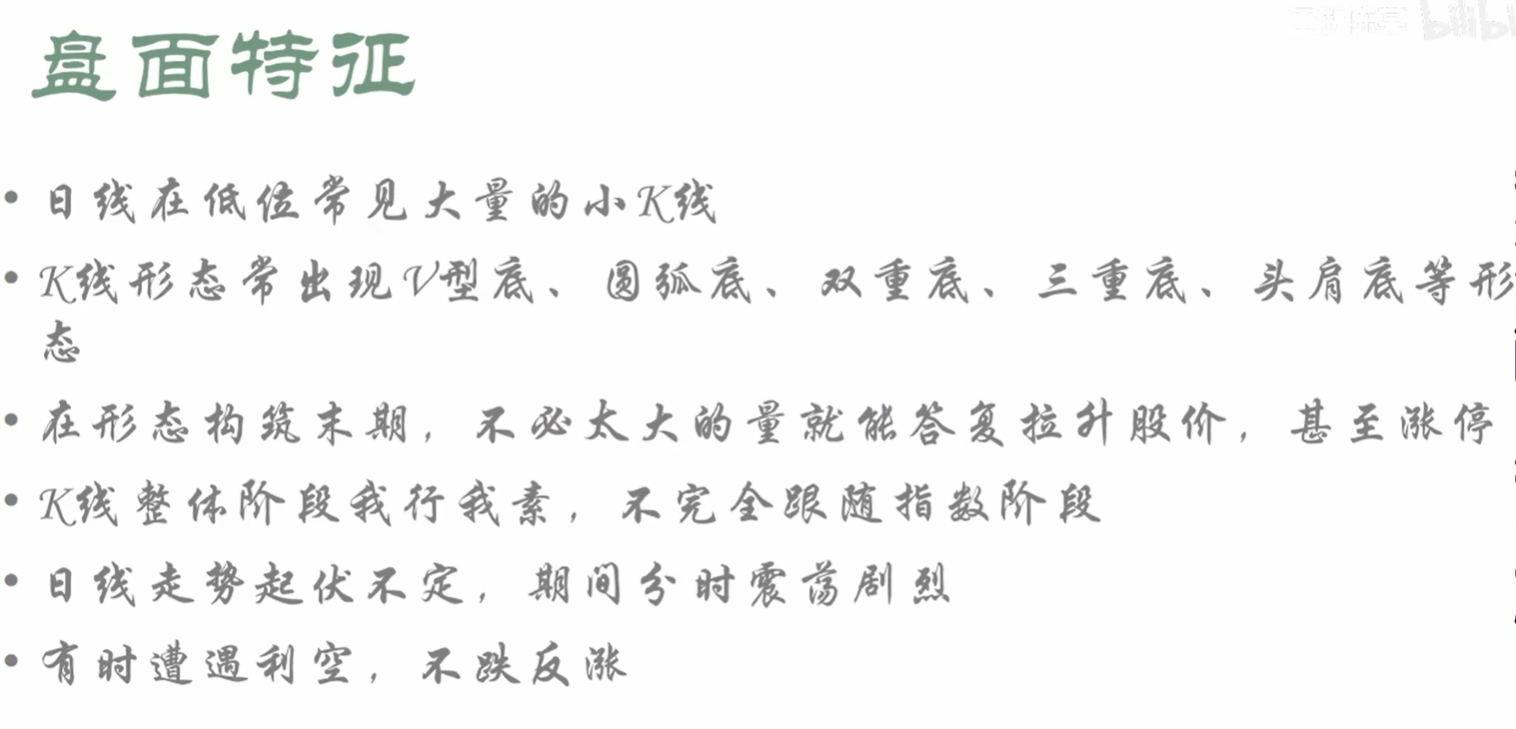 bilibi
盘面特征
• 日线在低位常见大量的小K线
• K线形态常出现V型底、圆弧底、双重底、三重底、头肩底等形
态
• 在形态构筑末期，不必太大的量就能答复拉升股价，甚至涨停
• K线整体阶段我行我素，不完全跟随指数阶段
• 日线走势起伏不定，期间分时震荡剧烈
• 有时遭遇利空，不跌反涨